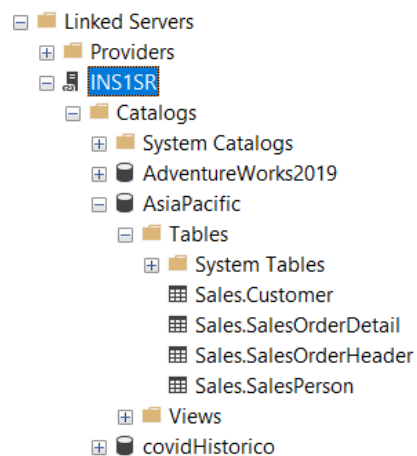 Linked Servers
Providers
INS1SR
Catalogs
System Catalogs
AdventureWorks2019
AsiaPacific
Tables
System Tables
Sales.Customer
Sales.SalesOrderDetail
Sales.SalesOrderHeader
Sales.SalesPerson
Views
covidHistorico